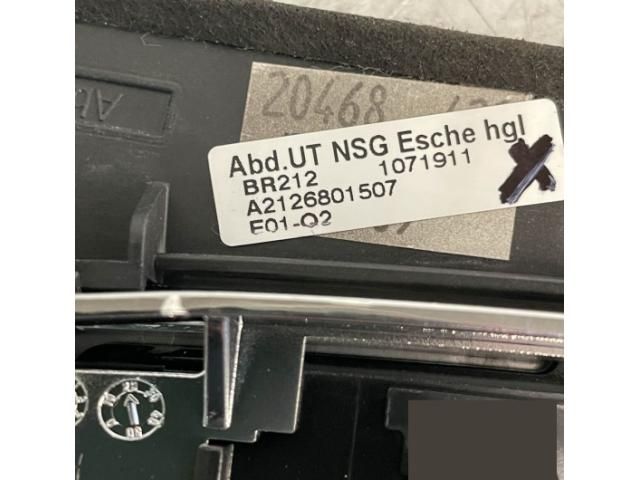 20468
Abd.UT NSG Esche hgl
BR212 1071911
A2126801507
E01-Q2